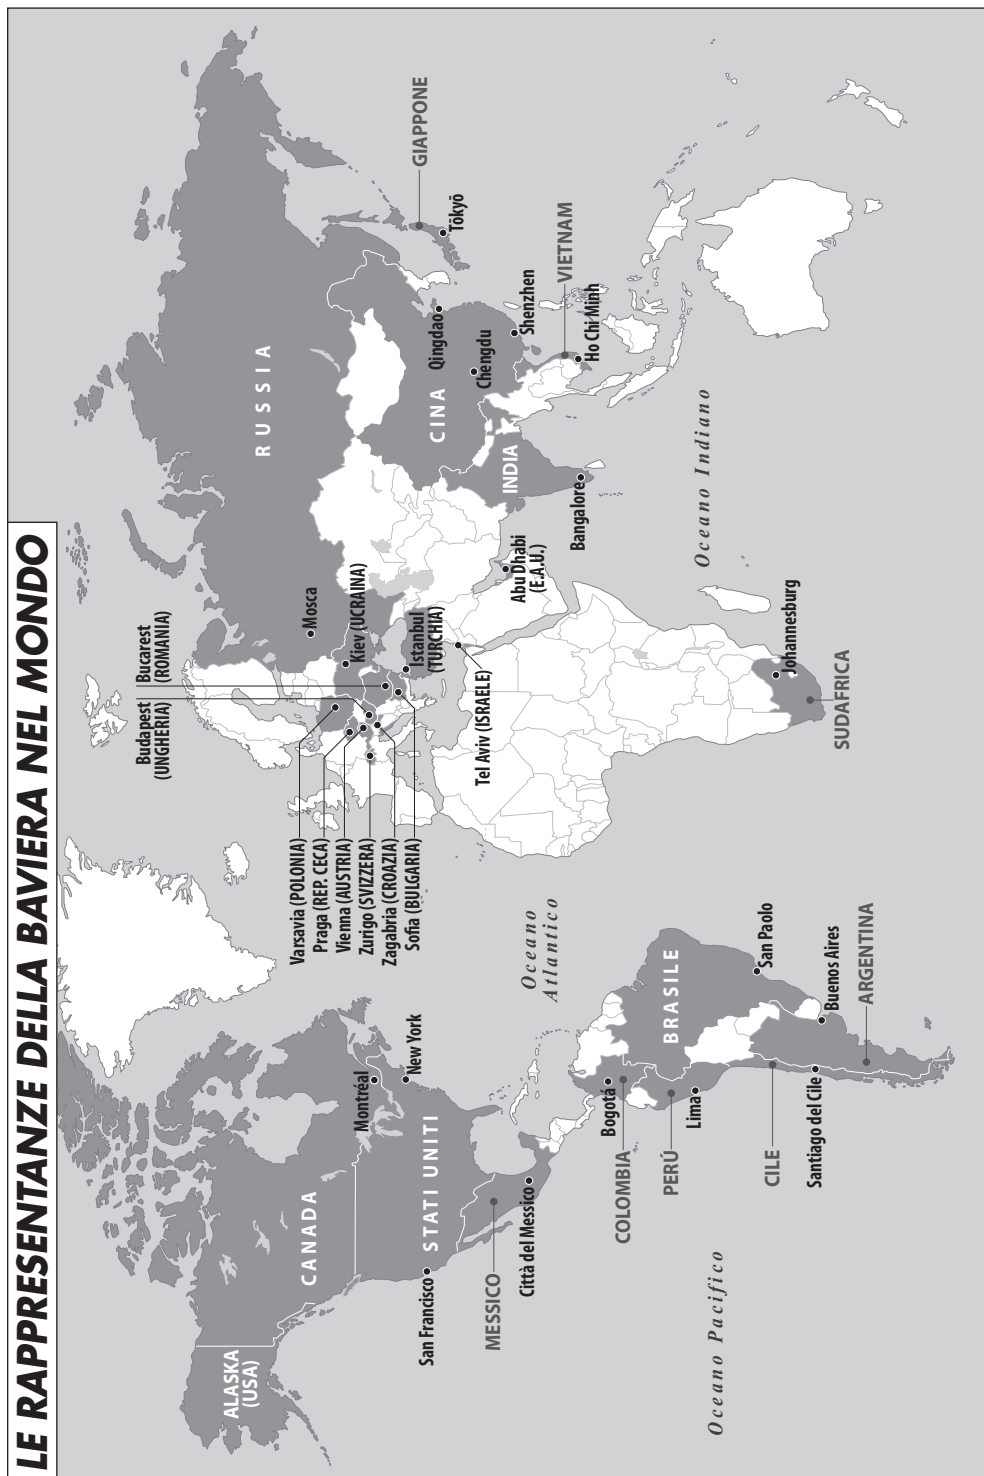 LE RAPPRESENTANZE DELLA BAVIERA NEL MONDO
ALASKA
(USA)
CANADA
STATI UNITI
San Francisco
Montréal
New York
MESSICO
Città del Messico
Oceano Pacifico
COLOMBIA
Bogotá
PERÚ
Lima
CILE
Santiago del Cile
BRASILE
San Paolo
Buenos Aires
ARGENTINA
Oceano
Atlantico
Budapest
(UNGHERIA)
Bucarest
(ROMANIA)
Varsavia (POLONIA)
Praga (REP. CECA)
Vienna (AUSTRIA)
Zurigo (SVIZZERA)
Zagabria (CROAZIA)
Sofia (BULGARIA)
Mosca
Kiev (UCRAINA)
Istanbul
(TURCHIA)
Tel Aviv (ISRAELE)
Abu Dhabi
(E.A.U.)
Johannesburg
SUDAFRICA
RUSSIA
CINA
Qingdao
Chengdu
Shenzhen
INDIA
Bangalore
VIETNAM
Ho Chi Minh
GIAPPONE
Tōkyō
Oceano Indiano